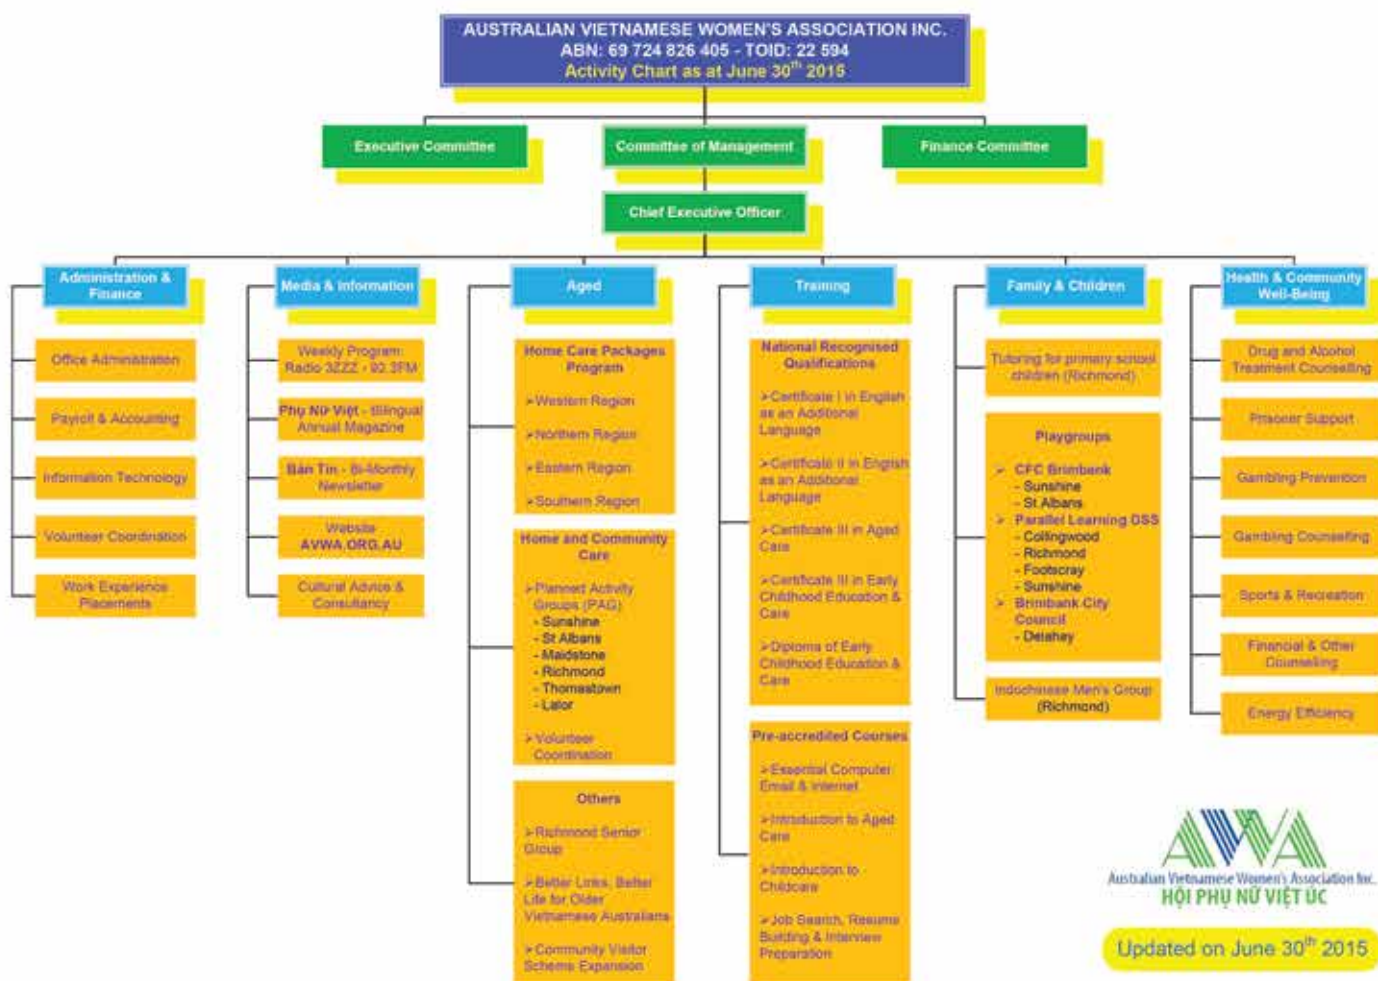 AUSTRALIAN VIETNAMESE WOMEN'S ASSOCIATION INC.
ABN: 69 724 826 405 - TOID: 22 594
Activity Chart as at June 30th 2015
Executive Committee
Committee of Management
Finance Committee
Chief Executive Officer
Administration &
Finance
Office Administration
Payroll & Accounting
Information Technology
Volunteer Coordination
Work Experience
Placements
Media & Information
Weekly Program:
Radio 3ZZZ - 92.3FM
Phụ Nữ Việt - Bilingual
Annual Magazine
Bản Tin - Bi-Monthly
Newsletter
Website
AVWA.ORG.AU
Cultural Advice &
Consultancy
Aged
Home Care Packages
Program
➢Western Region
➢Northern Region
➢Eastern Region
➢Southern Region
Home and Community
Care
➢Planned Activity
Groups (PAG)
- Sunshine
- St Albans
- Maidstone
- Richmond
- Thomastown
- Lalor
➢Volunteer
Coordination
Others
➢Richmond Senior
Group
➢Better Links, Better
Life for Older
Vietnamese Australians
➢Community Visitor
Scheme Expansion
Training
National Recognised
Qualifications
➢Certificate I in English
as an Additional
Language
➢Certificate II in English
as an Additional
Language
➢Certificate III in Aged
Care
➢Certificate III in Early
Childhood Education &
Care
➢Diploma of Early
Childhood Education &
Care
Pre-accredited Courses
➢Essential Computer
Email & Internet
➢Introduction to Aged
Care
➢Introduction to
Childcare
➢Job Search, Resume
Building & Interview
Preparation
Family & Children
Tutoring for primary school
children (Richmond)
Playgroups
➢ CFC Brimbank
- Sunshine
- St Albans
➢ Parallel Learning DSS
- Collingwood
- Richmond
- Footscray
- Sunshine
➢ Brimbank City
Council
- Delahey
Indochinese Men's Group
(Richmond)
Health & Community
Well-Being
Drug and Alcohol
Treatment Counselling
Prisoner Support
Gambling Prevention
Gambling Counselling
Sports & Recreation
Financial & Other
Counselling
Energy Efficiency
AVWA
Australian Vietnamese Women's Association Inc.
HỘI PHỤ NỮ VIỆT ÚC
Updated on June 30th 2015